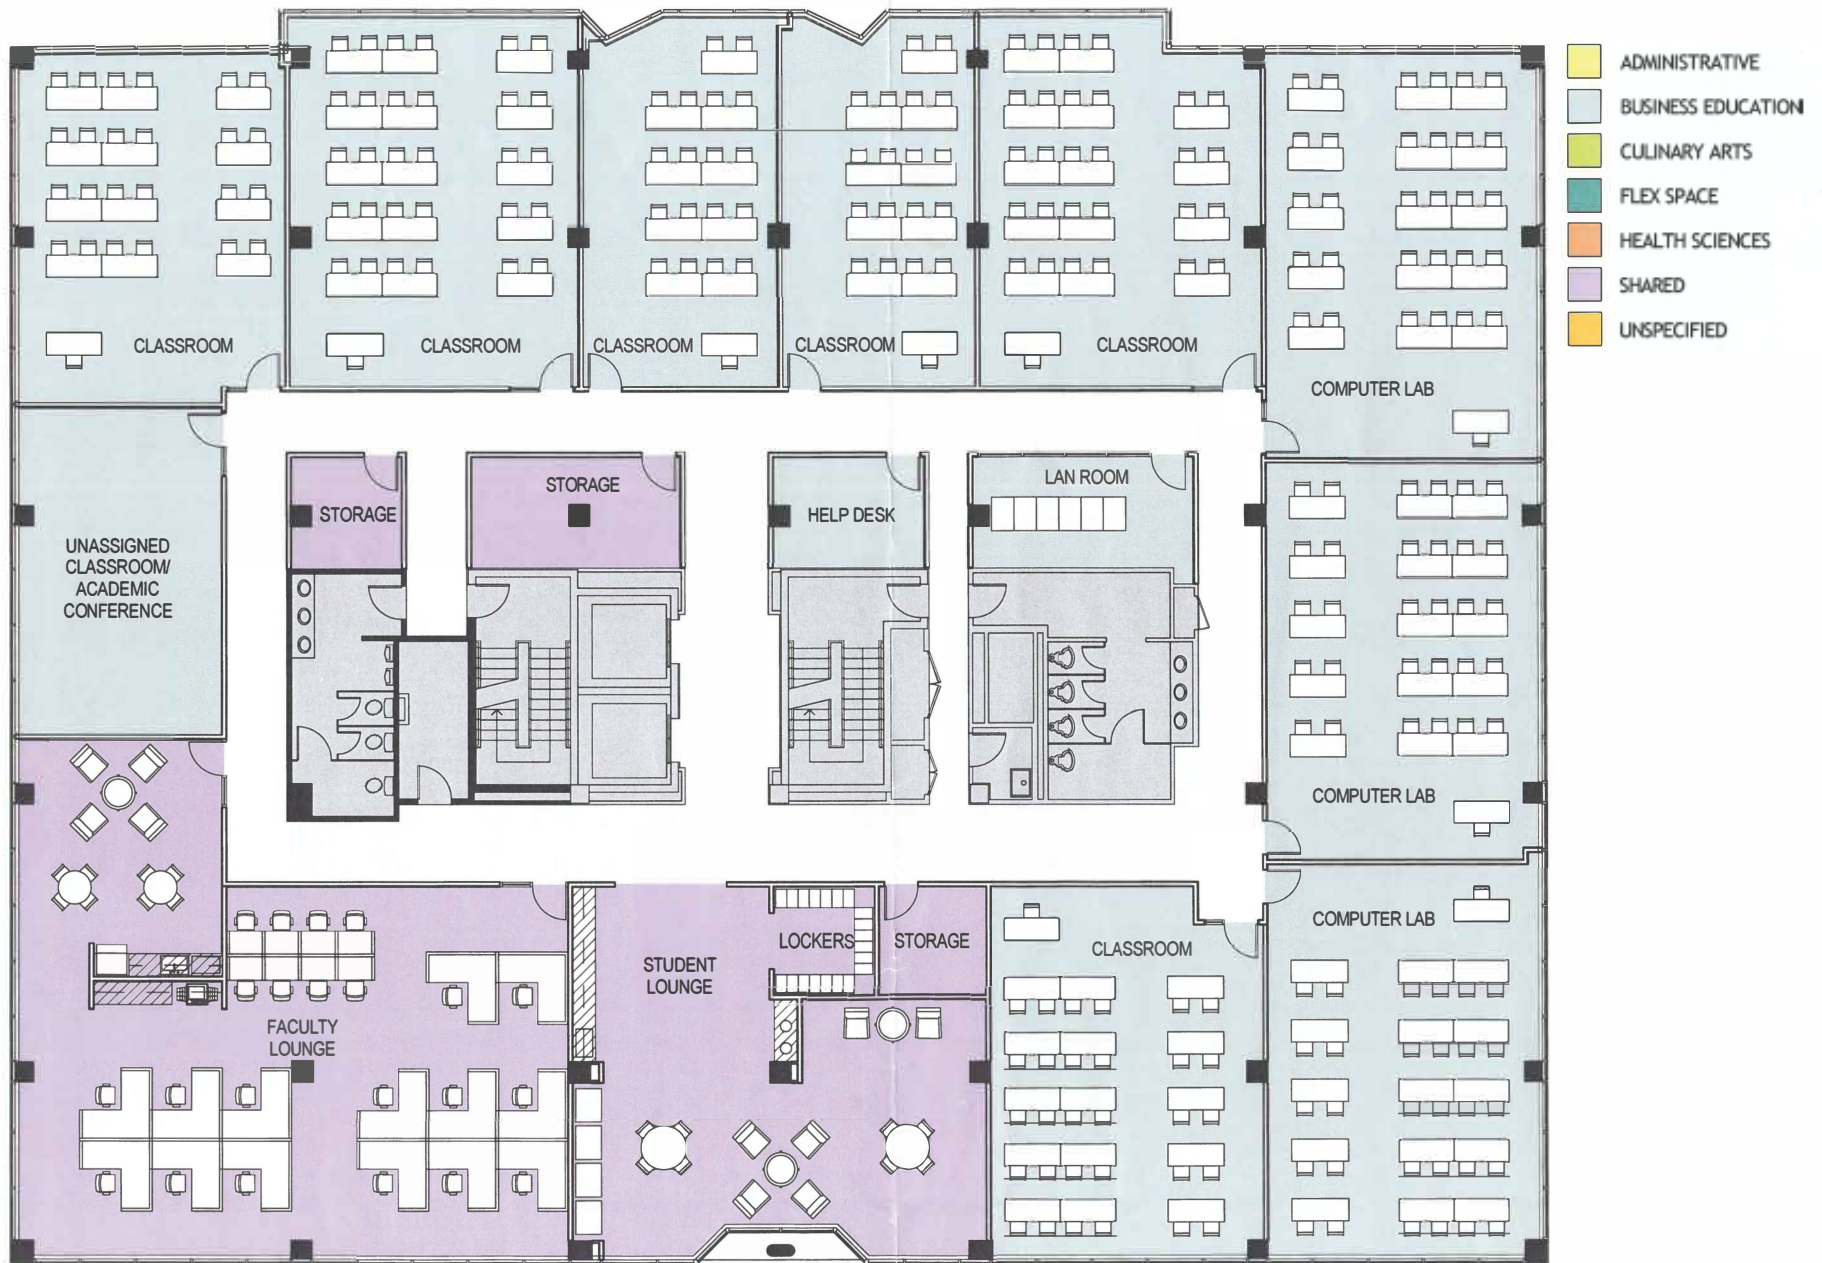 ADMINISTRATIVE
BUSINESS EDUCATION
CULINARY ARTS
FLEX SPACE
HEALTH SCIENCES
SHARED
UNSPECIFIED
CLASSROOM
CLASSROOM
CLASSROOM
CLASSROOM
CLASSROOM
COMPUTER LAB
STORAGE
STORAGE
HELP DESK
LAN ROOM
UNASSIGNED
CLASSROOM/
ACADEMIC
CONFERENCE
COMPUTER LAB
COMPUTER LAB
LOCKERS
STORAGE
CLASSROOM
STUDENT
LOUNGE
FACULTY
LOUNGE